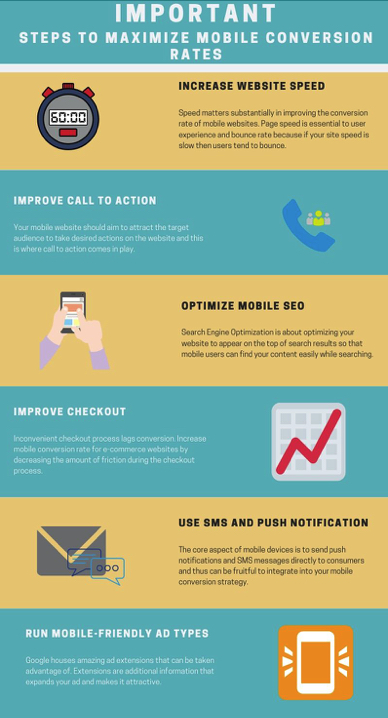 IMPORTANT
STEPS TO MAXIMIZE MOBILE CONVERSION
RATES
INCREASE WEBSITE SPEED
60:00
Speed matters substantially in improving the conversion
rate of mobile websites. Page speed is essential to user
experience and bounce rate because if your site speed is
slow then users tend to bounce.
IMPROVE CALL TO ACTION
Your mobile website should aim to attract the target
audience to take desired actions on the website and this
is where call to action comes in play.
OPTIMIZE MOBILE SEO
Search Engine Optimization is about optimizing your
website to appear on the top of search results so that
mobile users can find your content easily while searching.
IMPROVE CHECKOUT
Inconvenient checkout process lags conversion. Increase
mobile conversion rate for e-commerce websites by
decreasing the amount of friction during the checkout
process.
USE SMS AND PUSH NOTIFICATION
The core aspect of mobile devices is to send push
notifications and SMS messages directly to consumers
and thus can be fruitful to integrate into your mobile
conversion strategy.
RUN MOBILE-FRIENDLY AD TYPES
Google houses amazing ad extensions that can be taken
advantage of. Extensions are additional information that
expands your ad and makes it attractive.